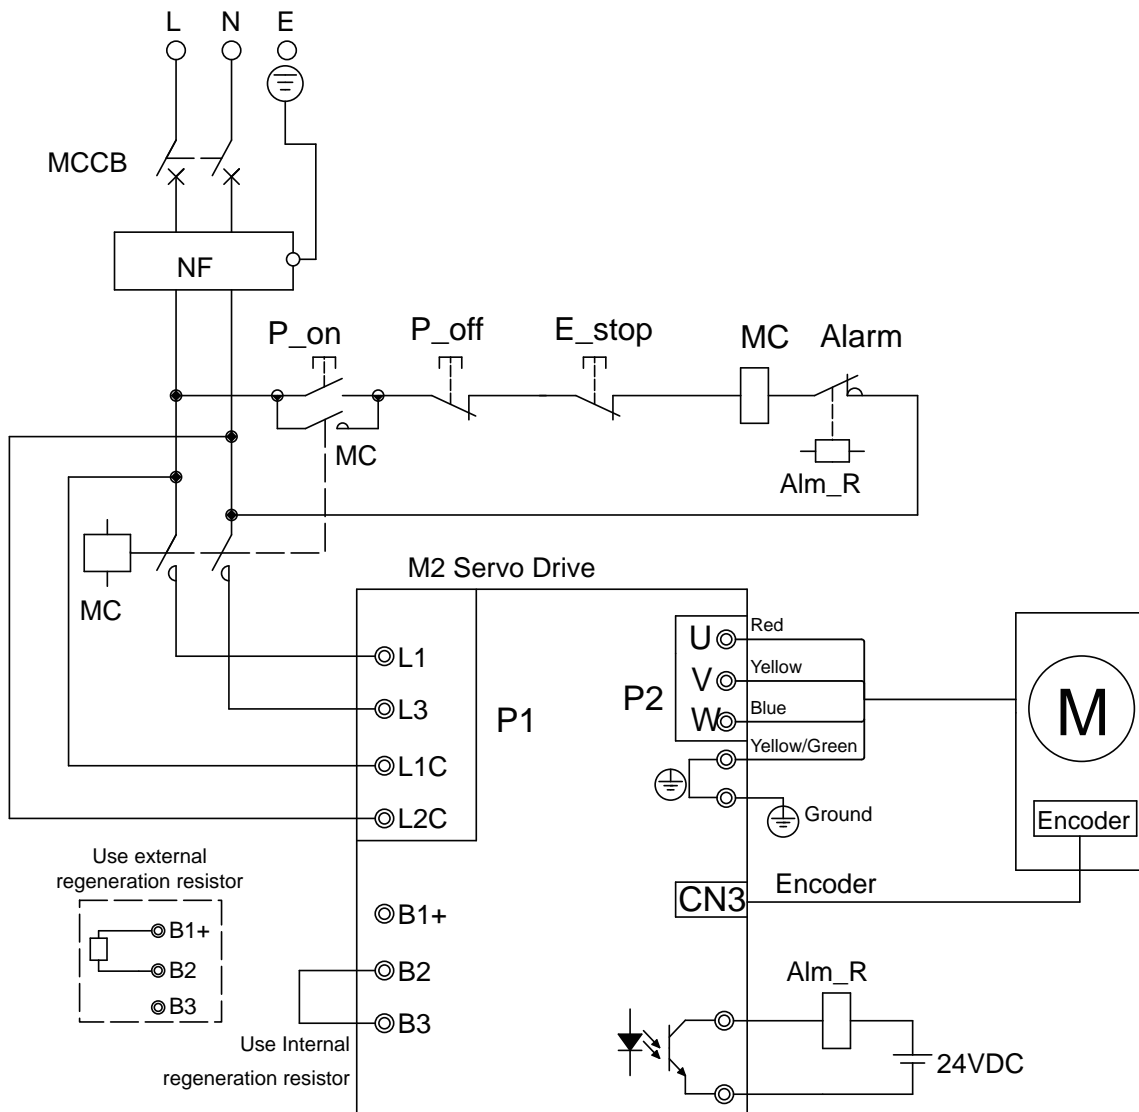 L N E
MCCB
NF
P_on P_off E_stop MC Alarm
MC
Alm_R
MC
M2 Servo Drive
L1
L3
L1C
L2C
P1
P2
U Red
V Yellow
W Blue
Yellow/Green
Ground
M
Encoder
CN3 Encoder
Use external
regeneration resistor
B1+
B2
B3
B1+
B2
B3
Use Internal
regeneration resistor
Alm_R
24VDC